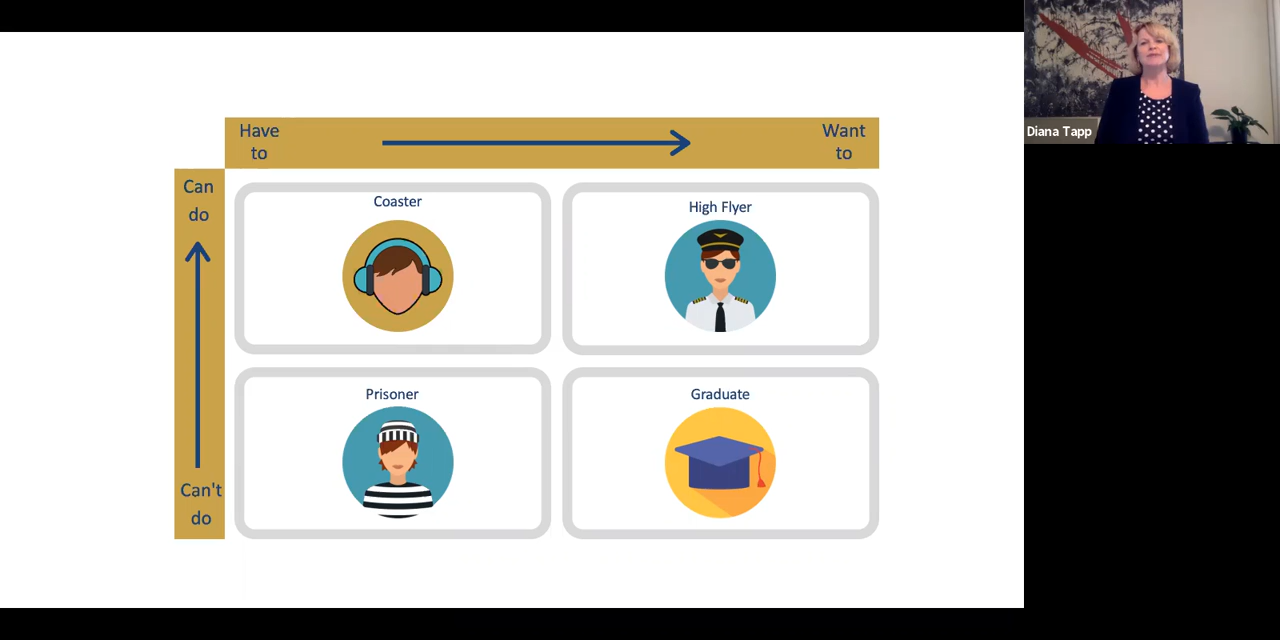 Have
to
Want
to
Can
do
Coaster
High Flyer
Can't
do
Prisoner
Graduate
Diana Tapp